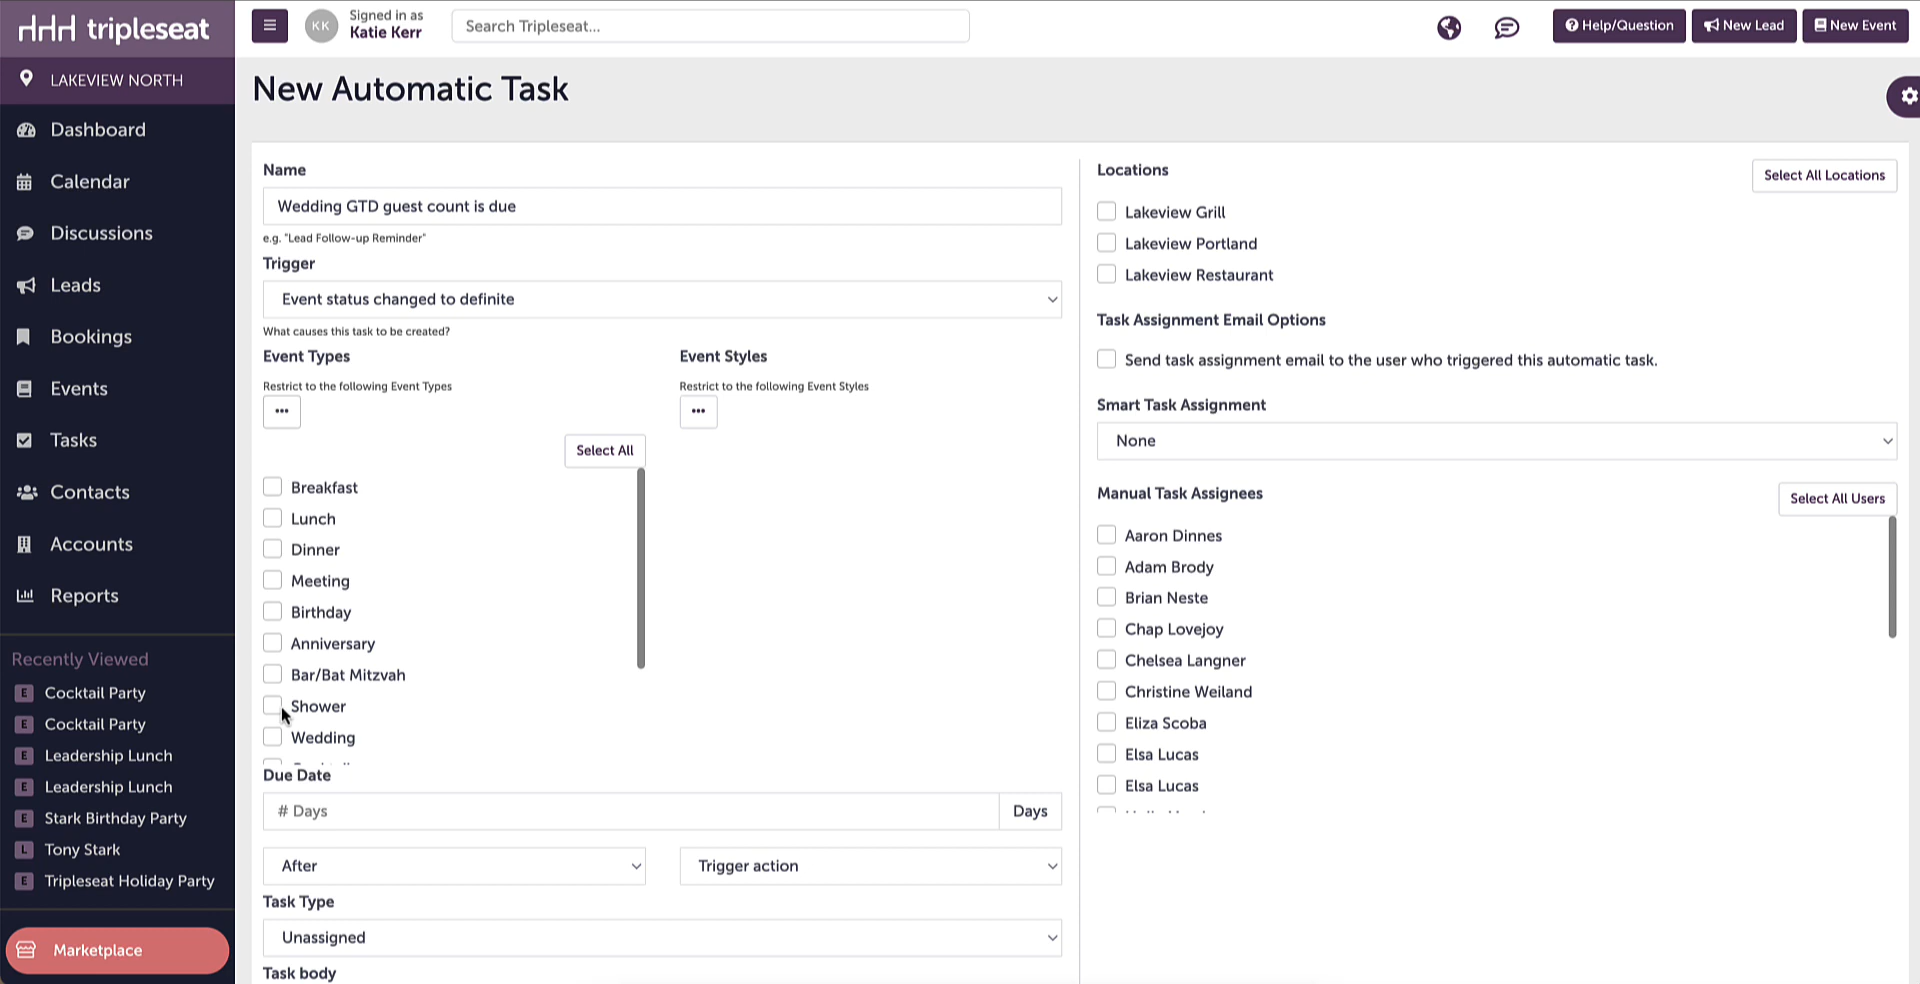 tripleseat
LAKEVIEW NORTH
Dashboard
Calendar
Discussions
Leads
Bookings
Events
Tasks
Contacts
Accounts
Reports
Recently Viewed
E Cocktail Party
E Cocktail Party
E Leadership Lunch
E Leadership Lunch
E Stark Birthday Party
L Tony Stark
E Tripleseat Holiday Party
Marketplace
KK
Signed in as
Katie Kerr
Search Tripleseat...
Help/Question
New Lead
New Event
New Automatic Task
Name
Wedding GTD guest count is due
e.g. "Lead Follow-up Reminder"
Trigger
Event status changed to definite
What causes this task to be created?
Event Types
Restrict to the following Event Types
•••
Select All
Breakfast
Lunch
Dinner
Meeting
Birthday
Anniversary
Bar/Bat Mitzvah
Shower
Wedding
Event Styles
Restrict to the following Event Styles
•••
Due Date
# Days
Days
After
Trigger action
Task Type
Unassigned
Task body
Locations
Select All Locations
Lakeview Grill
Lakeview Portland
Lakeview Restaurant
Task Assignment Email Options
Send task assignment email to the user who triggered this automatic task.
Smart Task Assignment
None
Manual Task Assignees
Select All Users
Aaron Dinnes
Adam Brody
Brian Neste
Chap Lovejoy
Chelsea Langner
Christine Weiland
Eliza Scoba
Elsa Lucas
Elsa Lucas